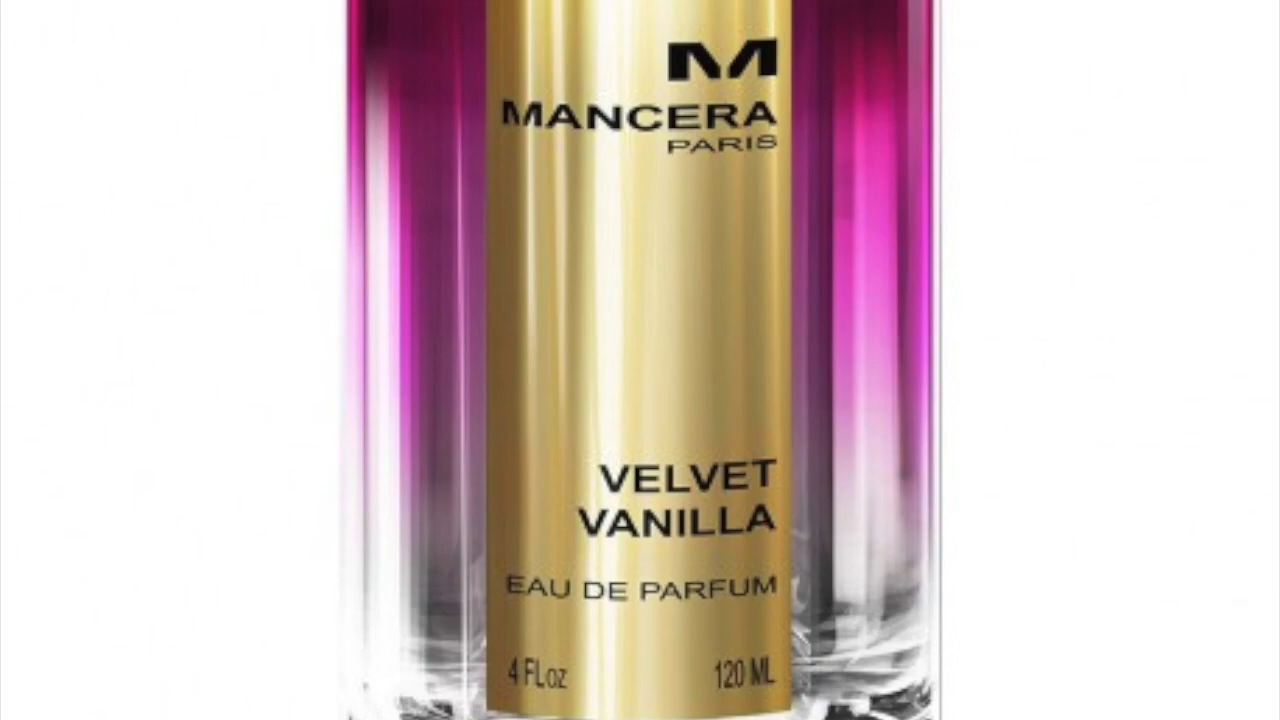 M
MANCERA
PARIS
VELVET
VANILLA
EAU DE PARFUM
4 FLoz 120 ML